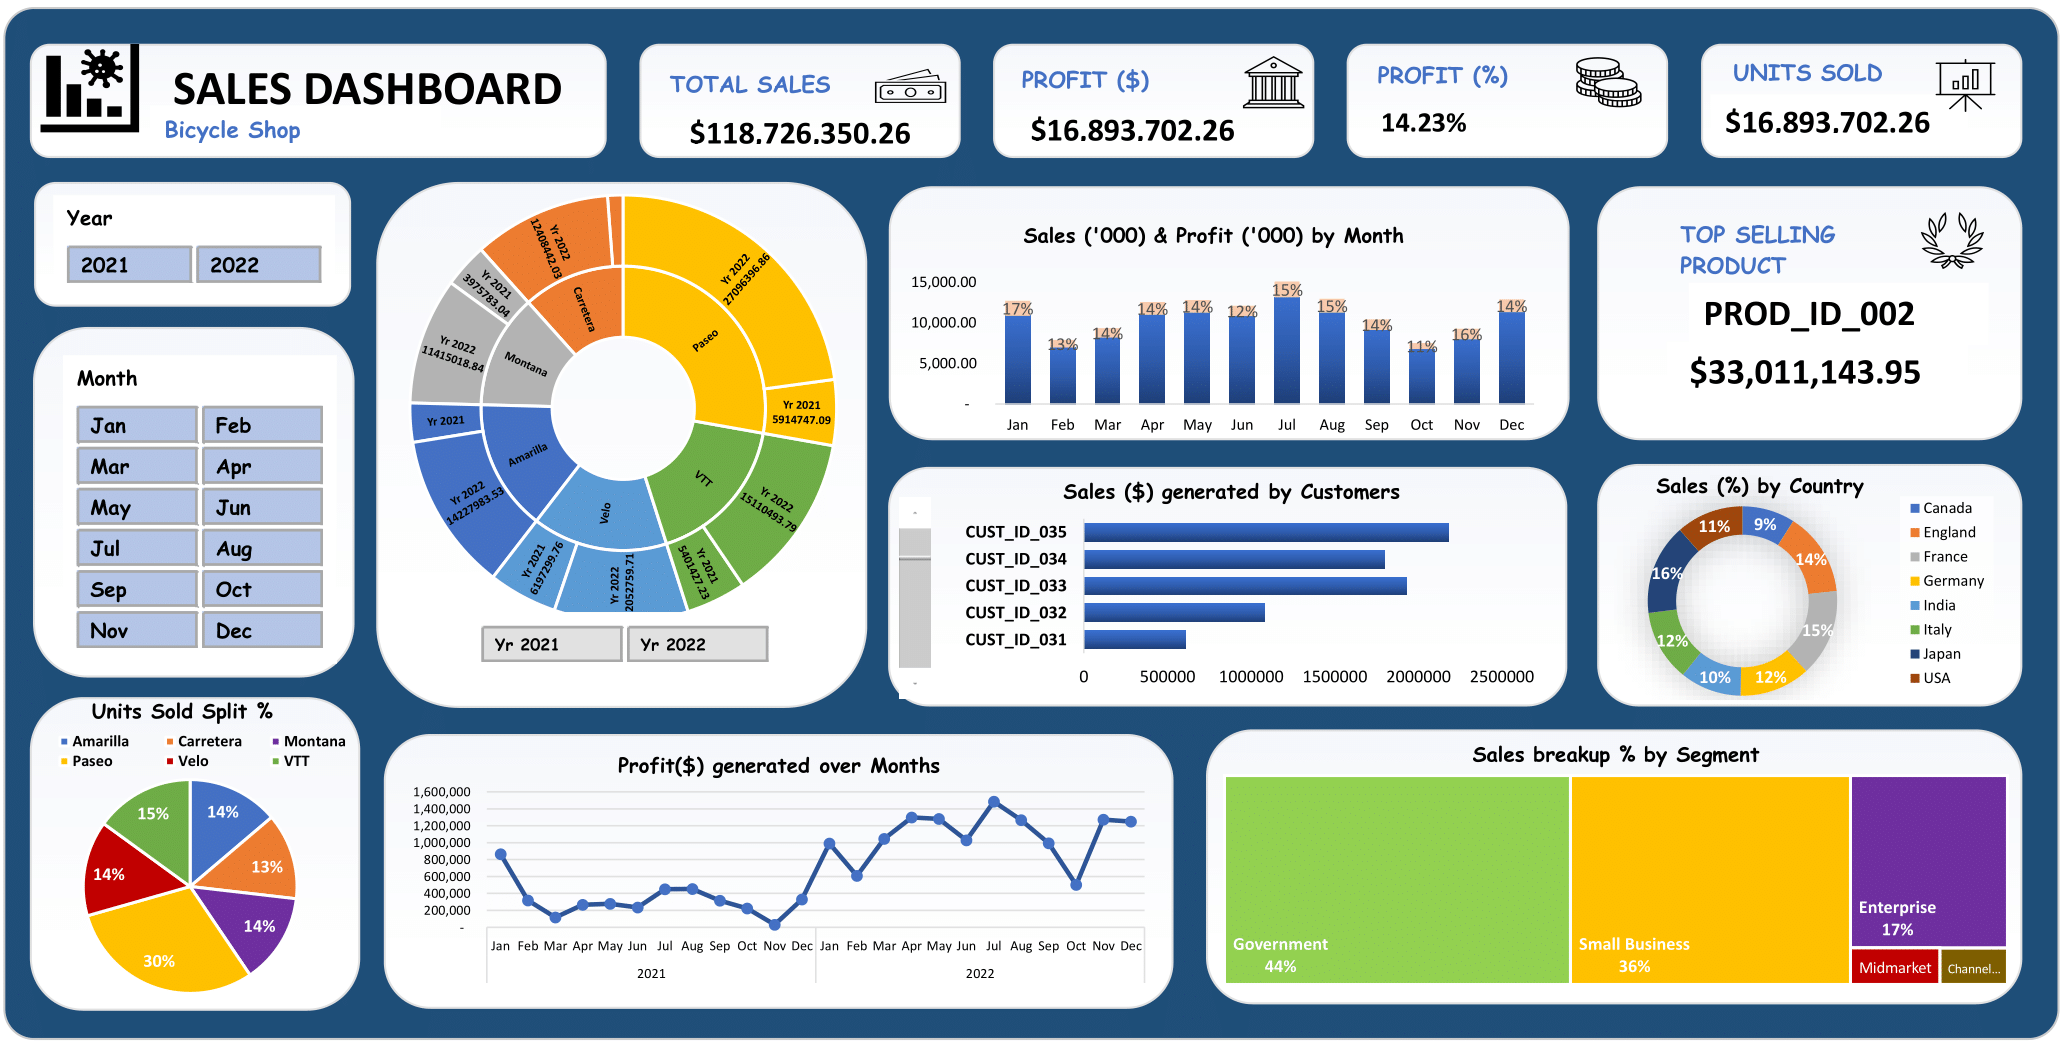 SALES DASHBOARD
Bicycle Shop
TOTAL SALES
$118,726,350.26
PROFIT ($)
$16,893,702.26
PROFIT (%)
14.23%
UNITS SOLD
$16,893,702.26
Year
2021 2022
Month
Jan Feb
Mar Apr
May Jun
Jul Aug
Sep Oct
Nov Dec
Paseo
Yr 2022
27096396.86
Yr 2021
5914747.09
VTT
Yr 2022
15110493.79
Yr 2021
5401427.23
Velo
Yr 2022
12052759.71
Yr 2021
6197299.76
Amarilla
Yr 2022
14227983.53
Yr 2021
Montana
Yr 2022
11415018.84
Yr 2021
3975783.04
Carretera
Yr 2022
12408442.03
Yr 2021 Yr 2022
Sales ('000) & Profit ('000) by Month
15,000.00
10,000.00
5,000.00
-
17% 13% 14% 14% 14% 12% 15% 15% 14% 11% 16% 14%
Jan Feb Mar Apr May Jun Jul Aug Sep Oct Nov Dec
TOP SELLING
PRODUCT
PROD_ID_002
$33,011,143.95
Sales ($) generated by Customers
CUST_ID_035
CUST_ID_034
CUST_ID_033
CUST_ID_032
CUST_ID_031
0 500000 1000000 1500000 2000000 2500000
Sales (%) by Country
9%
14%
15%
12%
10%
12%
16%
11%
Canada
England
France
Germany
India
Italy
Japan
USA
Units Sold Split %
Amarilla Carretera Montana
Paseo Velo VTT
14%
13%
14%
30%
14%
15%
Profit($) generated over Months
1,600,000
1,400,000
1,200,000
1,000,000
800,000
600,000
400,000
200,000
-
Jan Feb Mar Apr May Jun Jul Aug Sep Oct Nov Dec Jan Feb Mar Apr May Jun Jul Aug Sep Oct Nov Dec
2021 2022
Sales breakup % by Segment
Government
44%
Small Business
36%
Enterprise
17%
Midmarket
Channel...